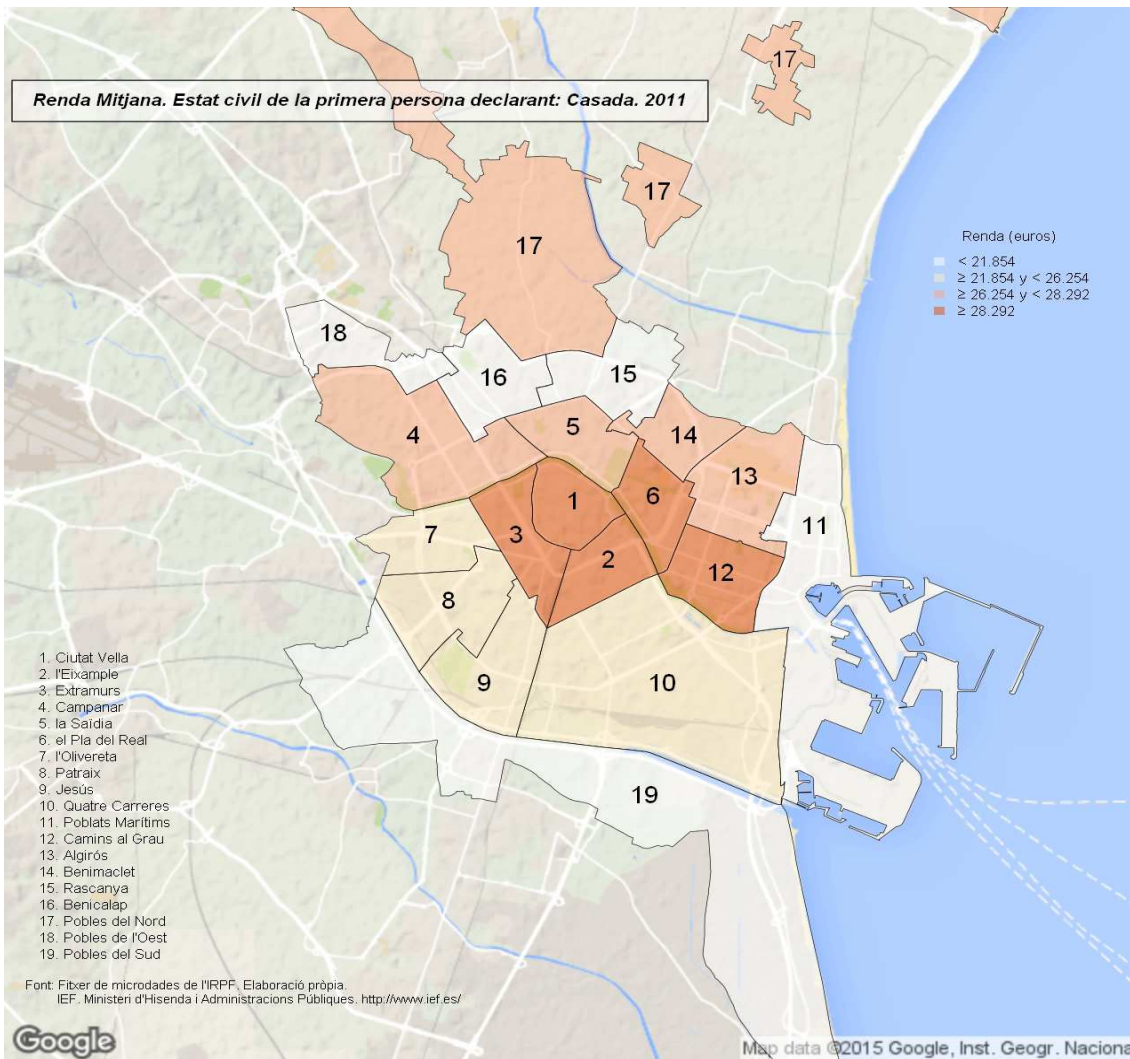 Renda Mitjana. Estat civil de la primera persona declarant: Casada. 2011
17
17
17
Renda (euros)
< 21.854
≥ 21.854 y < 26.254
≥ 26.254 y < 28.292
≥ 28.292
18
16
15
4
5
14
13
6
1
11
7
3
2
12
8
9
10
19
1. Ciutat Vella
2. l'Eixample
3. Extramurs
4. Campanar
5. la Saïdia
6. el Pla del Real
7. l'Olivereta
8. Patraix
9. Jesús
10. Quatre Carreres
11. Poblats Marítims
12. Camins al Grau
13. Algirós
14. Benimaclet
15. Rascanya
16. Benicalap
17. Pobles del Nord
18. Pobles de l'Oest
19. Pobles del Sud
Font: Fitxer de microdades de l'IRPF. Elaboració pròpia.
IEF. Ministeri d'Hisenda i Administracions Públiques. http://www.ief.es/
Google
Map data ©2015 Google, Inst. Geogr. Naciona